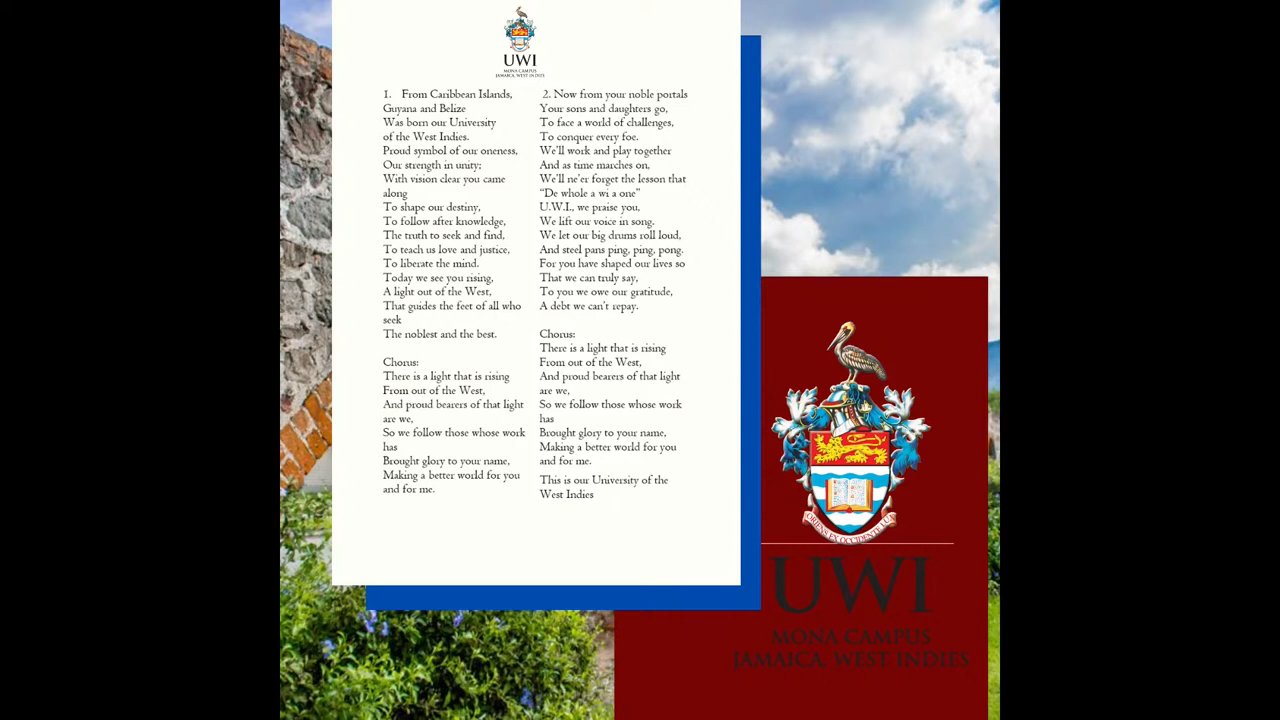 UWI
MONA CAMPUS
JAMAICA, WEST INDIES
1. From Caribbean Islands,
Guyana and Belize
Was born our University
of the West Indies.
Proud symbol of our oneness,
Our strength in unity;
With vision clear you came
along
To shape our destiny,
To follow after knowledge,
The truth to seek and find,
To teach us love and justice,
To liberate the mind.
Today we see you rising,
A light out of the West,
That guides the feet of all who
seek
The noblest and the best.
Chorus:
There is a light that is rising
From out of the West,
And proud bearers of that light
are we,
So we follow those whose work
has
Brought glory to your name,
Making a better world for you
and for me.
2. Now from your noble portals
Your sons and daughters go,
To face a world of challenges,
To conquer every foe.
We'll work and play together
And as time marches on,
We'll ne'er forget the lesson that
“De whole a wi a one”
U.W.I., we praise you,
We lift our voice in song.
We let our big drums roll loud,
And steel pans ping, ping, pong.
For you have shaped our lives so
That we can truly say,
To you we owe our gratitude,
A debt we can't repay.
Chorus:
There is a light that is rising
From out of the West,
And proud bearers of that light
are we,
So we follow those whose work
has
Brought glory to your name,
Making a better world for you
and for me.
This is our University of the
West Indies
ORIENS EX OCCIDENTE LUX
UWI
MONA CAMPUS
JAMAICA, WEST INDIES